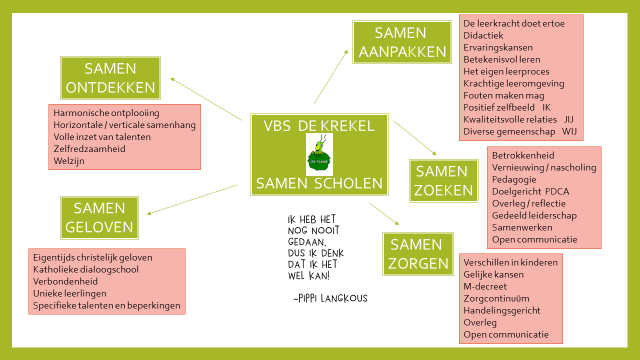 SAMEN
AANPAKKEN
De leerkracht doet ertoe
Didactiek
Ervaringskansen
Betekenisvol leren
Het eigen leerproces
Krachtige leeromgeving
Fouten maken mag
Positief zelfbeeld IK
Kwaliteitsvolle relaties JIJ
Diverse gemeenschap WIJ
SAMEN
ONTDEKKEN
Harmonische ontplooiing
Horizontale / verticale samenhang
Volle inzet van talenten
Zelfredzaamheid
Welzijn
VBS DE KREKEL
SAMEN SCHOLEN
SAMEN
ZOEKEN
Betrokkenheid
Vernieuwing / nascholing
Pedagogie
Doelgericht PDCA
Overleg / reflectie
Gedeeld leiderschap
Samenwerken
Open communicatie
SAMEN
GELOVEN
Eigentijds christelijk geloven
Katholieke dialoogschool
Verbondenheid
Unieke leerlingen
Specifieke talenten en beperkingen
IK HEB HET
NOG NOOIT
GEDAAN,
DUS IK DENK
DAT IK HET
WEL KAN!
-PIPPI LANGKOUS
SAMEN
ZORGEN
Verschillen in kinderen
Gelijke kansen
M-decreet
Zorgcontinuüm
Handelingsgericht
Overleg
Open communicatie